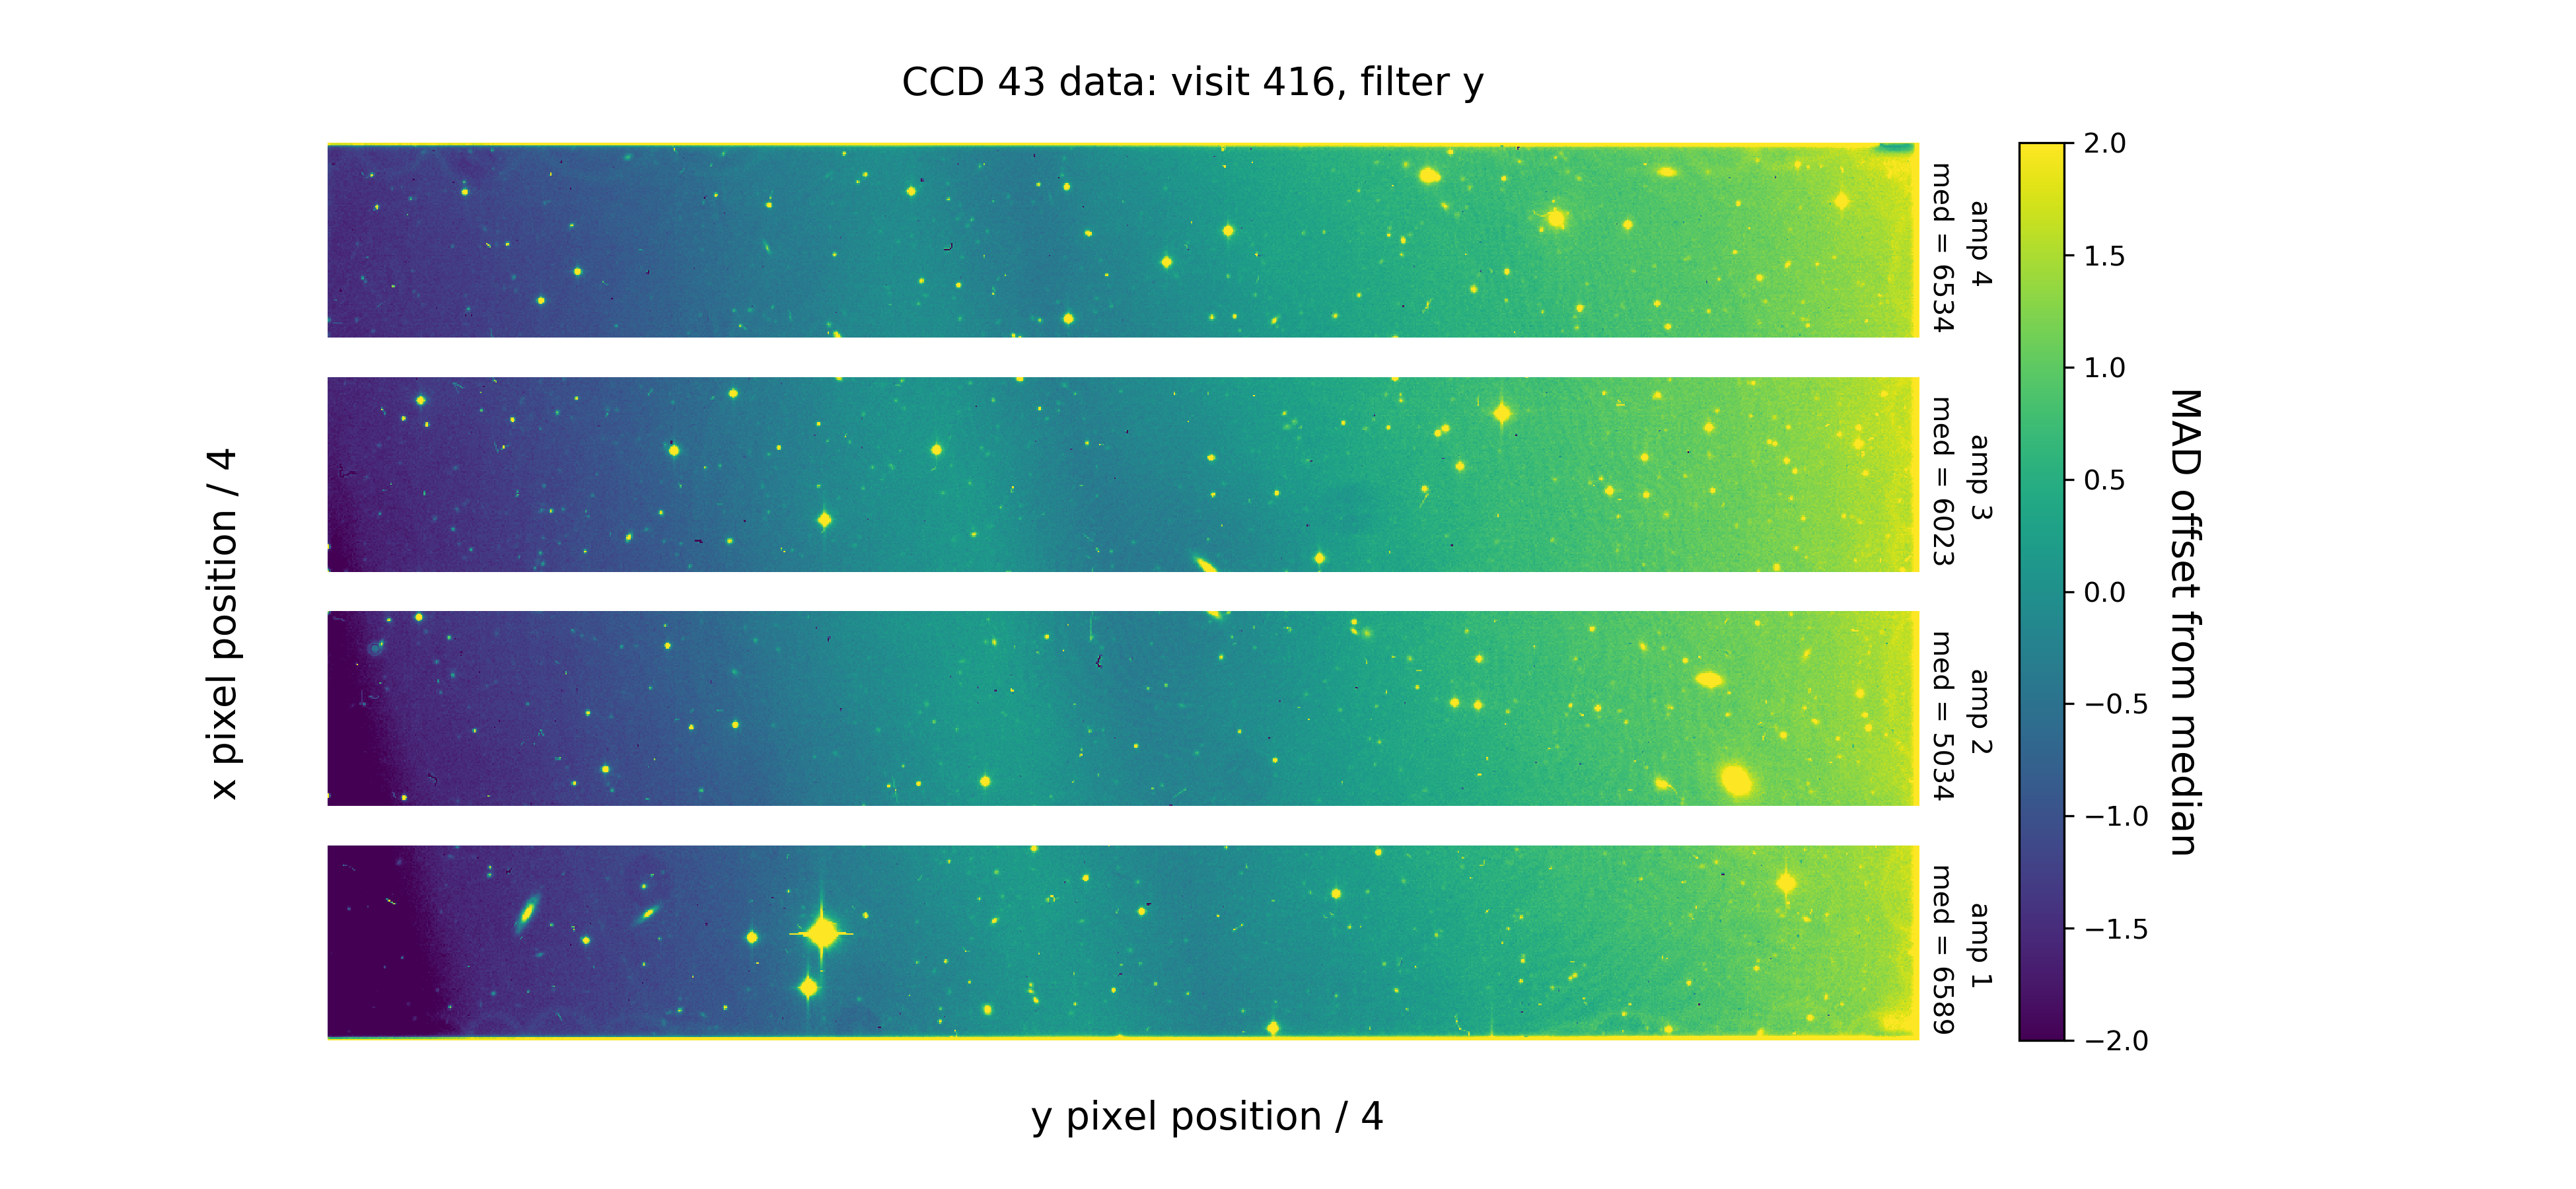 CCD 43 data: visit 416, filter y
x pixel position / 4
amp 4
med = 6534
amp 3
med = 6023
amp 2
med = 5034
amp 1
med = 6589
y pixel position / 4
2.0
1.5
1.0
0.5
0.0
−0.5
−1.0
−1.5
−2.0
MAD offset from median